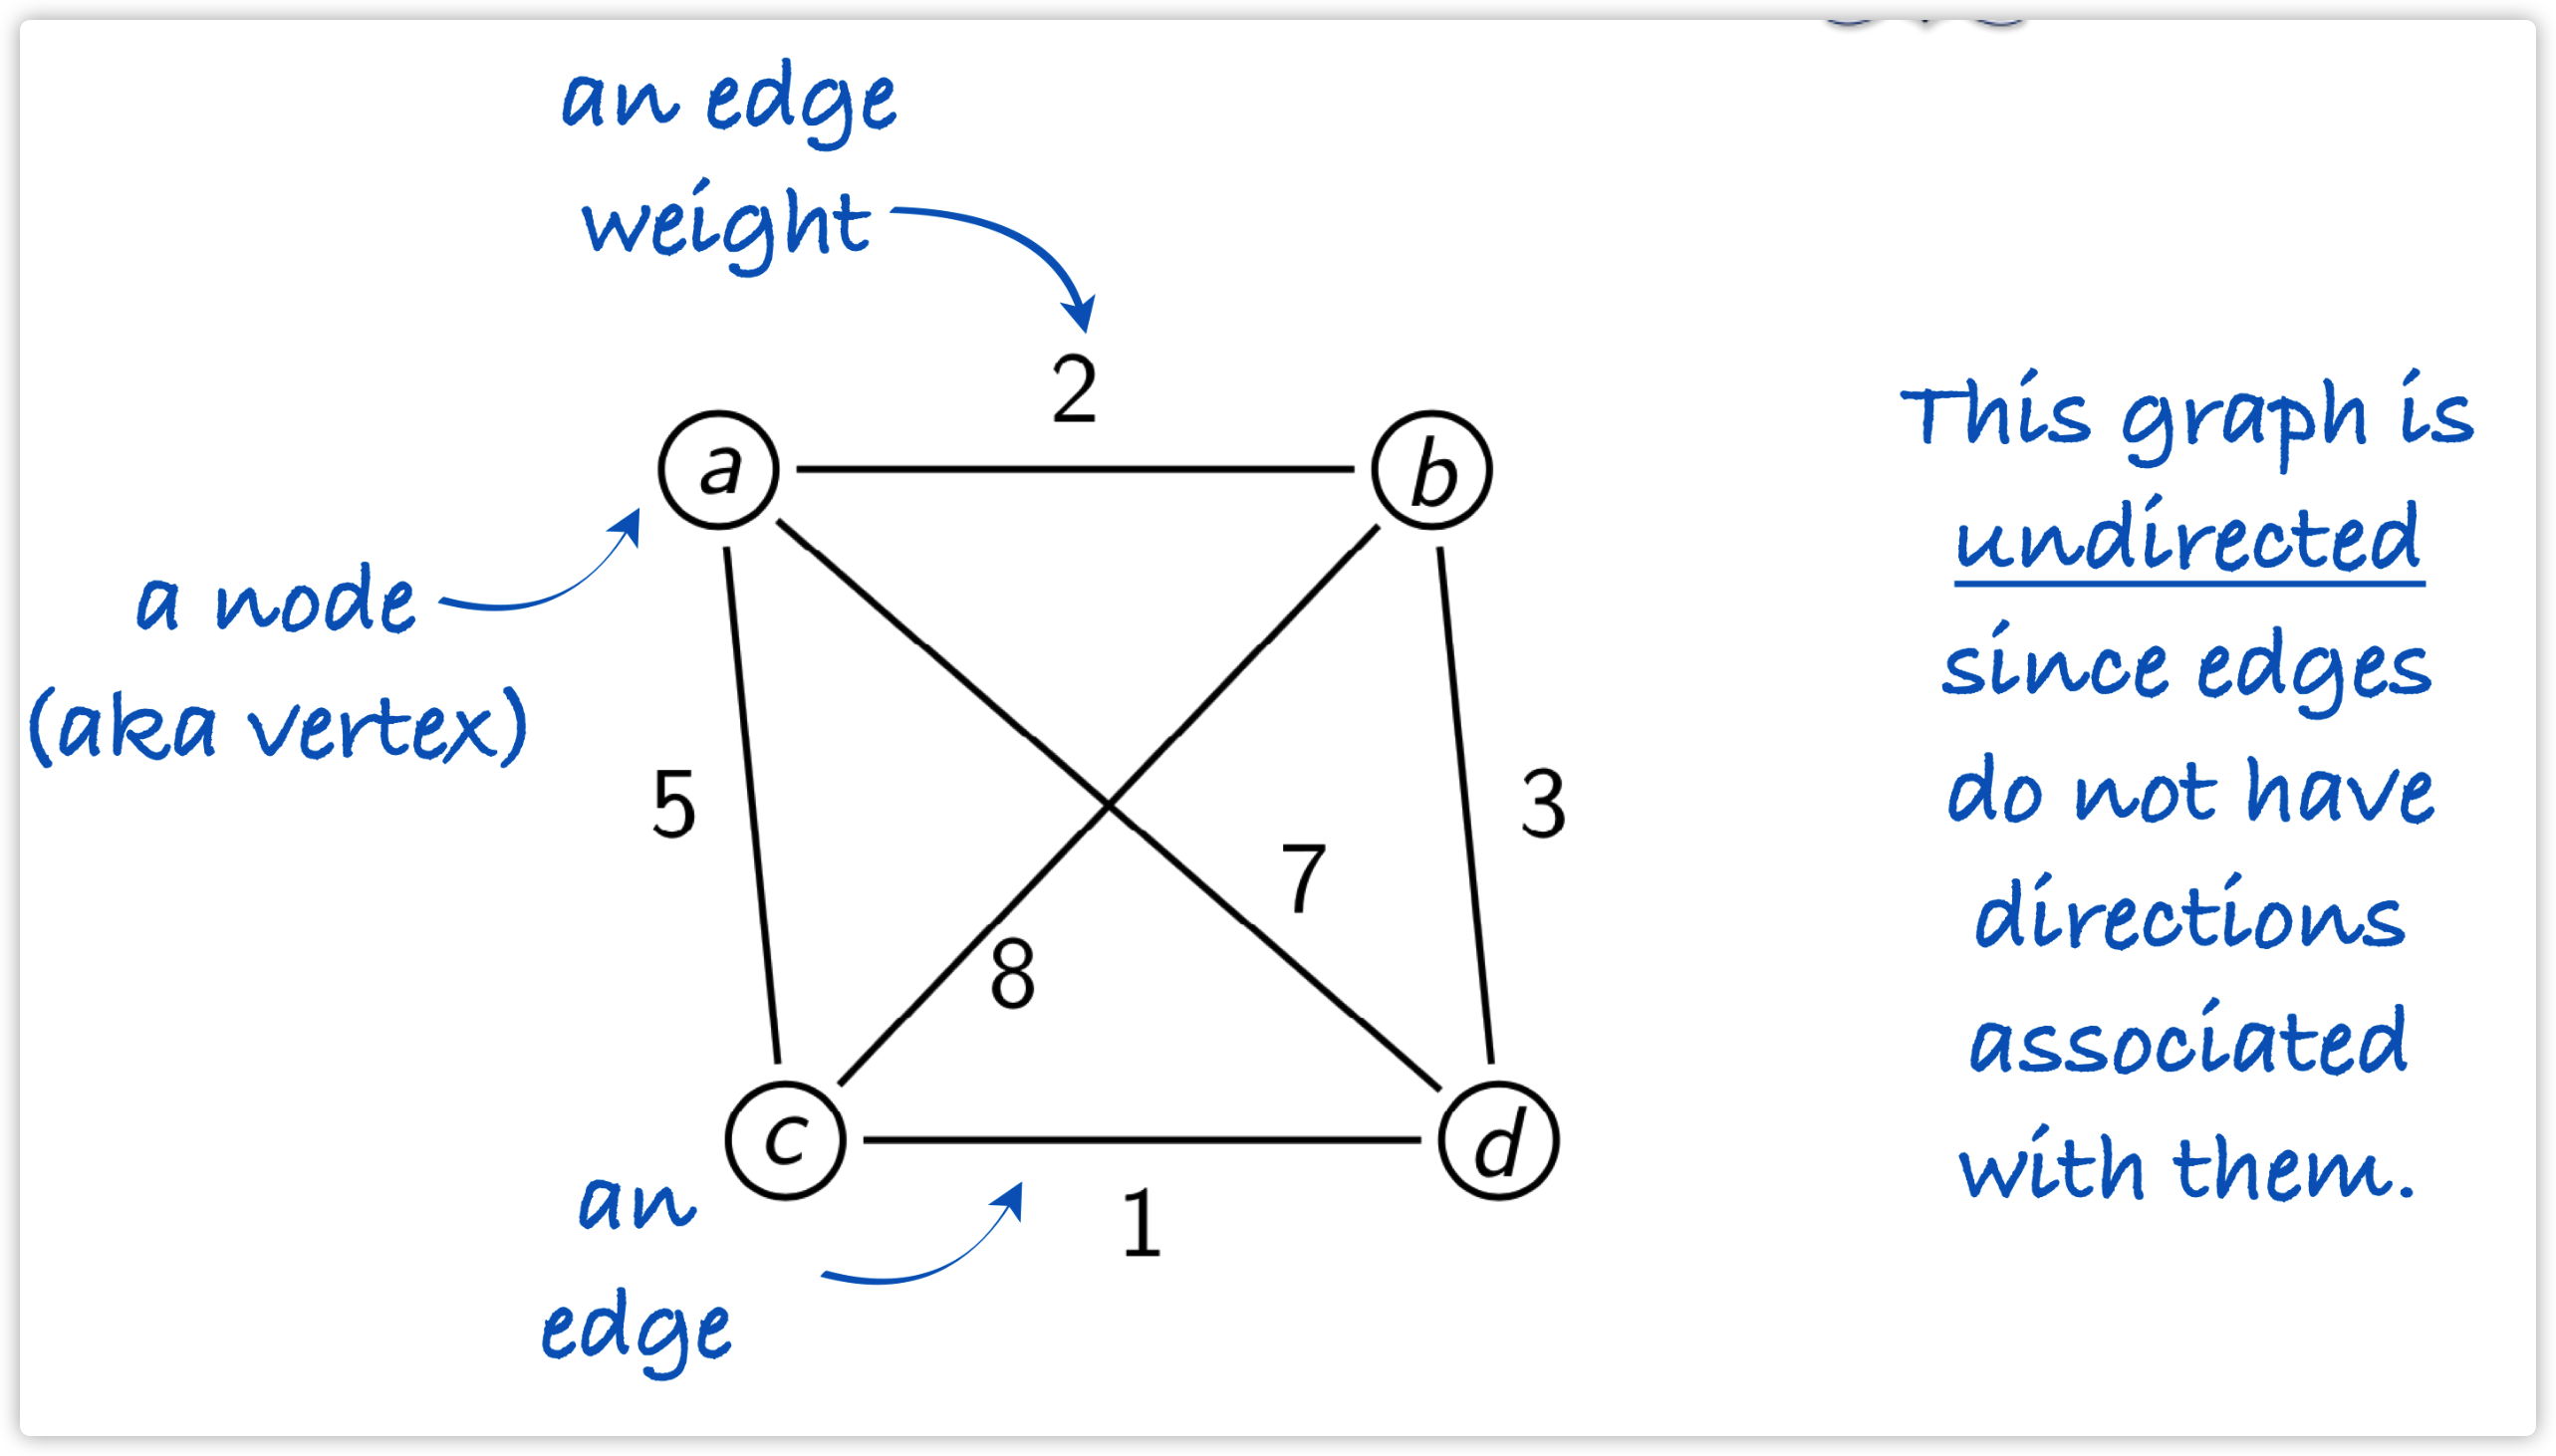 an edge
weight
2
a
b
a node
(aka vertex)
5
3
7
8
c
d
1
an
edge
This graph is
undirected
since edges
do not have
directions
associated
with them.